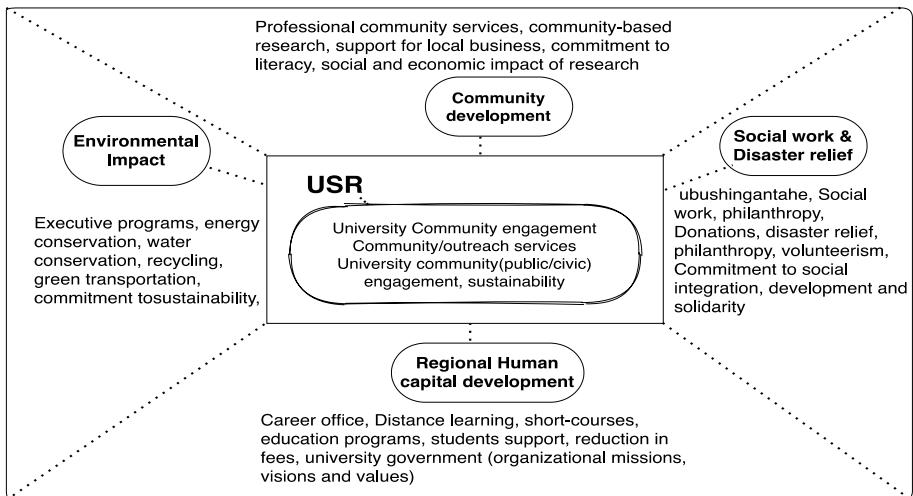 Professional community services, community-based
research, support for local business, commitment to
literacy, social and economic impact of research
Community
development
Environmental
Impact
Social work &
Disaster relief
USR
University Community engagement
Community/outreach services
University community(public/civic)
engagement, sustainability
Executive programs, energy
conservation, water
conservation, recycling,
green transportation,
commitment tosustainability,
ubushingantahe, Social
work, philanthropy,
Donations, disaster relief,
philanthropy, volunteerism,
Commitment to social
integration, development and
solidarity
Regional Human
capital development
Career office, Distance learning, short-courses,
education programs, students support, reduction in
fees, university government (organizational missions,
visions and values)